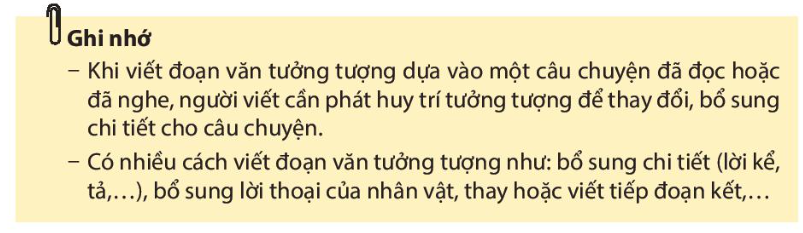 Ghi nhớ
– Khi viết đoạn văn tưởng tượng dựa vào một câu chuyện đã đọc hoặc
đã nghe, người viết cần phát huy trí tưởng tượng để thay đổi, bổ sung
chi tiết cho câu chuyện.
– Có nhiều cách viết đoạn văn tưởng tượng như: bổ sung chi tiết (lời kể,
tả,…), bổ sung lời thoại của nhân vật, thay hoặc viết tiếp đoạn kết,…